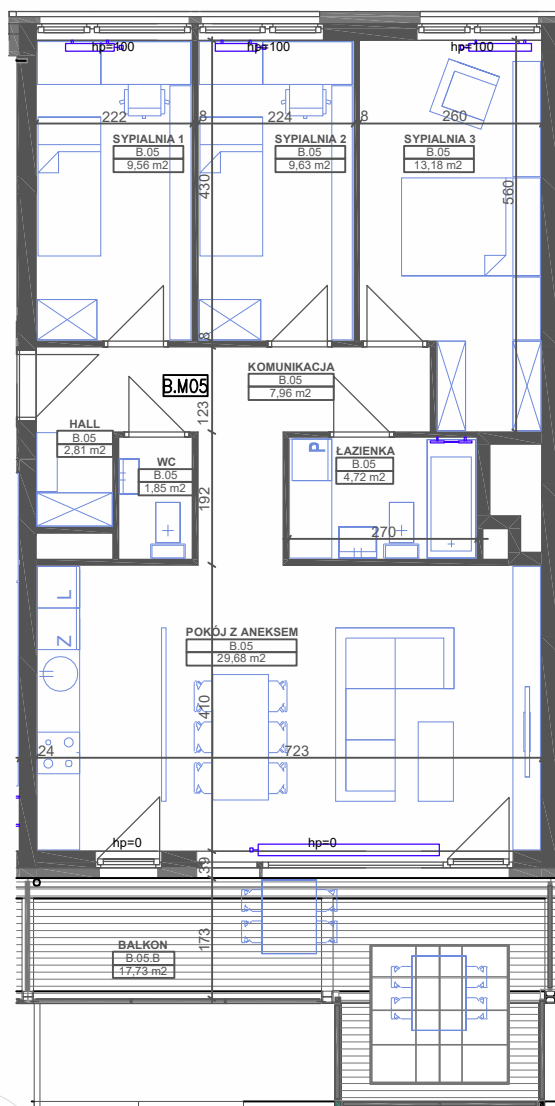 hp=100
hp=100
hp=100
222
8
224
8
260
SYPIALNIA 1
B.05
9,56 m2
SYPIALNIA 2
B.05
9,63 m2
SYPIALNIA 3
B.05
13,18 m2
430
560
8
B.M05
KOMUNIKACJA
B.05
7,96 m2
123
HALL
B.05
2,81 m2
WC
B.05
1,85 m2
P
ŁAZIENKA
B.05
4,72 m2
192
270
L
Z
POKÓJ Z ANEKSEM
B.05
29,68 m2
410
24
723
hp=0
hp=0
39
173
BALKON
B.05.B
17,73 m2